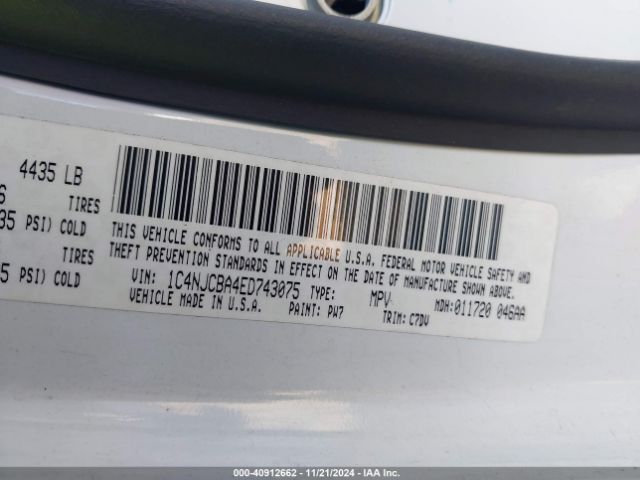 4435 LB
TIRES
35 PSI) COLD
TIRES
5 PSI) COLD
THIS VEHICLE CONFORMS TO ALL APPLICABLE U.S.A. FEDERAL MOTOR VEHICLE SAFETY AND
THEFT PREVENTION STANDARDS IN EFFECT ON THE DATE OF MANUFACTURE SHOWN ABOVE.
VIN: 1C4NJCBA4ED743075 TYPE: MPV MDH: 011720 046AA
VEHICLE MADE IN U.S.A. PAINT: PW7 TRIM: C7DV
000-40912662 - 11/21/2024 - IAA Inc.